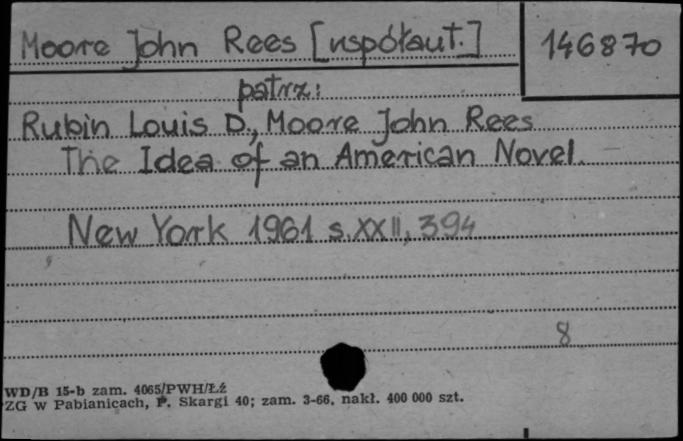 Moore John Rees [współaut.] 146870
patrz:
Rubin Louis D., Moore John Rees
The Idea of an American Novel.
New York 1961 s. XXII, 394
8
WD/B 15-b zam. 4065/PWH/Łź
ZG w Pabianicach, P. Skargi 40; zam. 3-66, nakł. 400 000 szt.